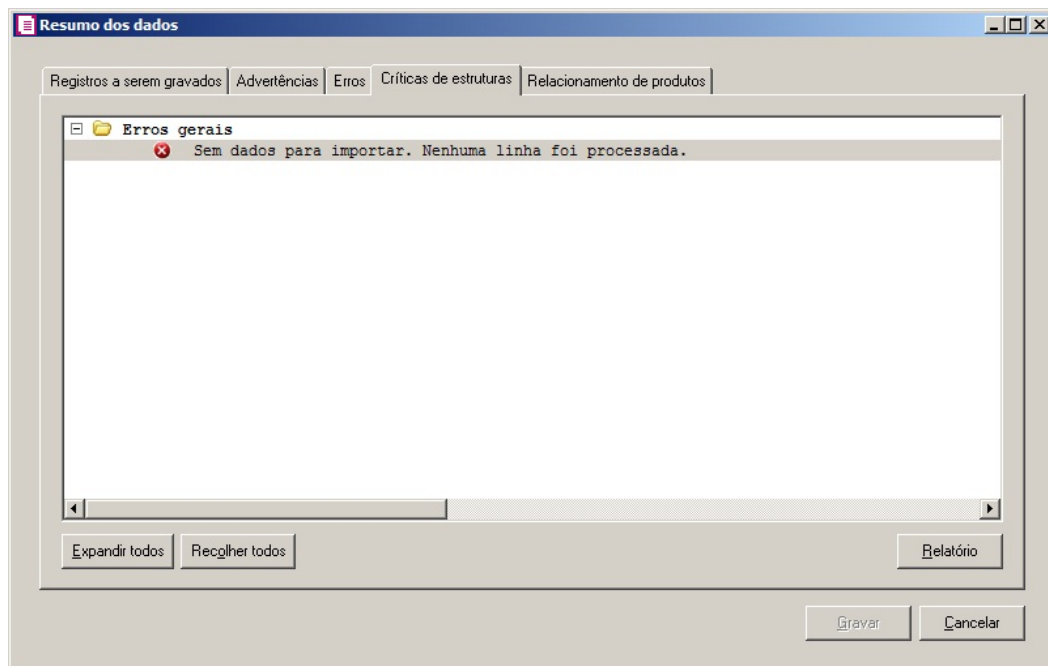 Resumo dos dados
Registros a serem gravados Advertências Erros Críticas de estruturas Relacionamento de produtos
Erros gerais
Sem dados para importar. Nenhuma linha foi processada.
Expandir todos Recolher todos Relatório
Gravar Cancelar